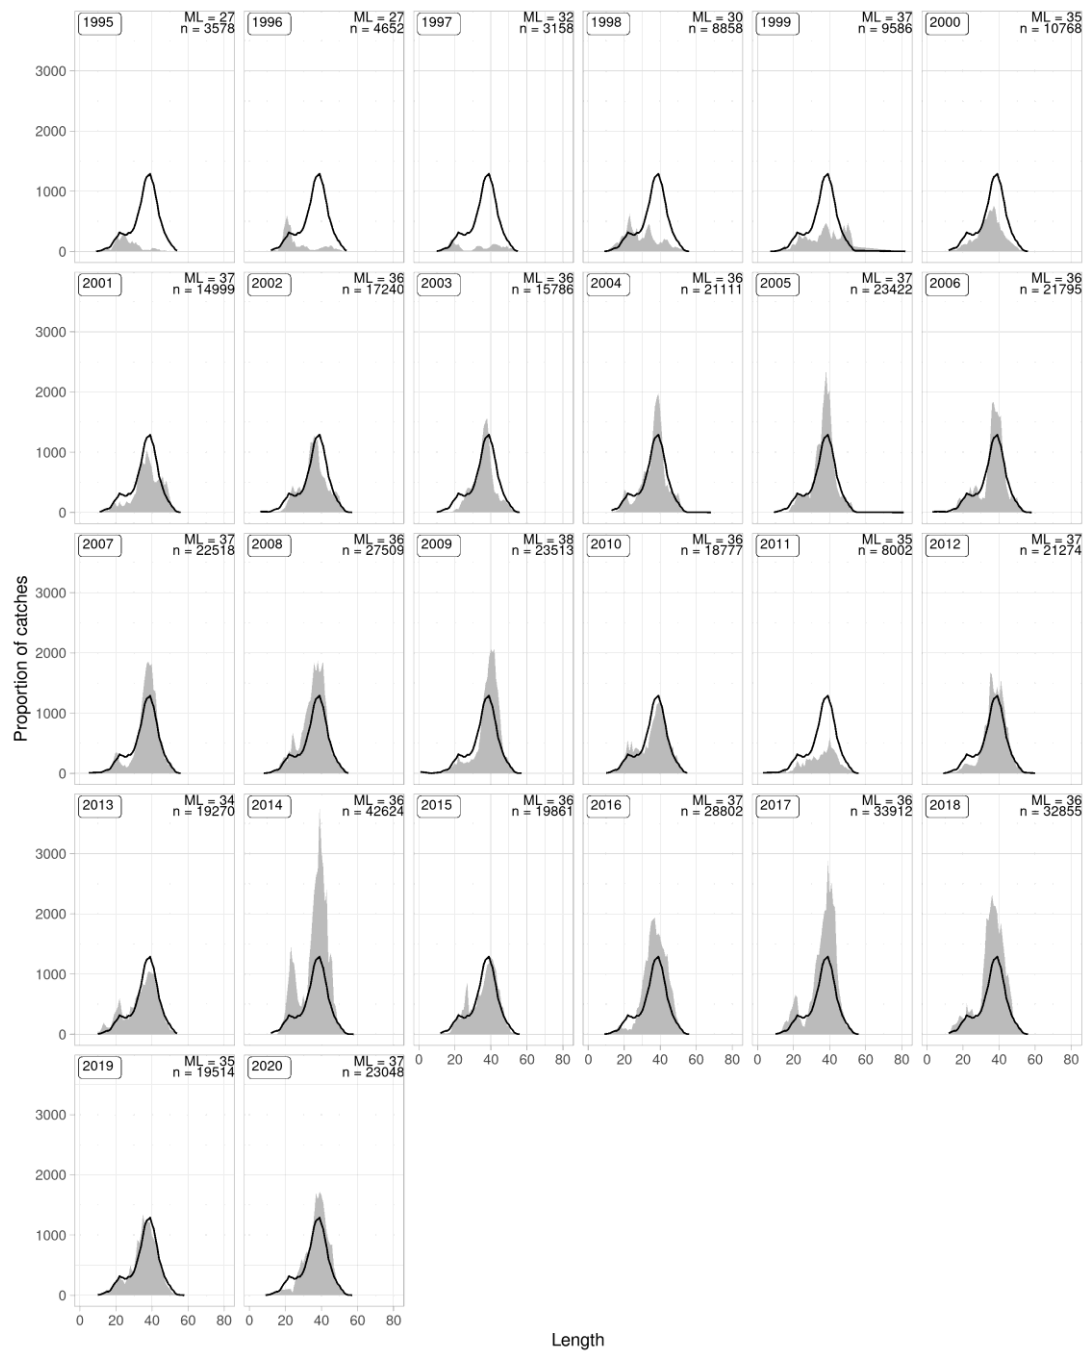 1995 ML = 27
n = 3578
1996 ML = 27
n = 4652
1997 ML = 32
n = 3158
1998 ML = 30
n = 8858
1999 ML = 37
n = 9586
2000 ML = 35
n = 10768
3000
2000
1000
0
2001 ML = 37
n = 14999
2002 ML = 36
n = 17240
2003 ML = 36
n = 15786
2004 ML = 36
n = 21111
2005 ML = 37
n = 23422
2006 ML = 36
n = 21795
3000
2000
1000
0
2007 ML = 37
n = 22518
2008 ML = 36
n = 27509
2009 ML = 38
n = 23513
2010 ML = 36
n = 18777
2011 ML = 35
n = 8002
2012 ML = 37
n = 21274
3000
2000
1000
0
Proportion of catches
2013 ML = 34
n = 19270
2014 ML = 36
n = 42624
2015 ML = 36
n = 19861
2016 ML = 37
n = 28802
2017 ML = 36
n = 33912
2018 ML = 36
n = 32855
3000
2000
1000
0
0 20 40 60 80
0 20 40 60 80
0 20 40 60 80
0 20 40 60 80
2019 ML = 35
n = 19514
2020 ML = 37
n = 23048
3000
2000
1000
0
0 20 40 60 80
0 20 40 60 80
Length